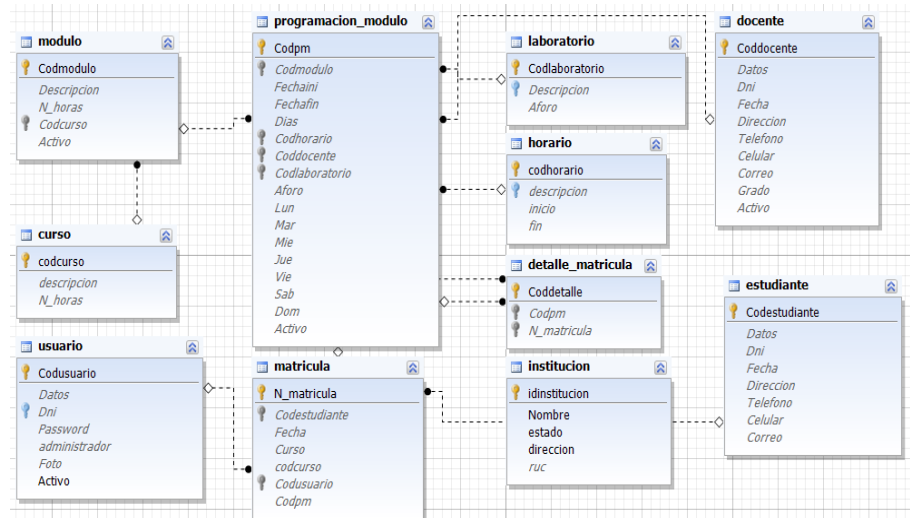 modulo
Codmodulo
Descripcion
N_horas
Codcurso
Activo
curso
codcurso
descripcion
N_horas
usuario
Codusuario
Datos
Dni
Password
administrador
Foto
Activo
programacion_modulo
Codpm
Codmodulo
Fechaini
Fechafin
Dias
Codhorario
Coddocente
Codlaboratorio
Aforo
Lun
Mar
Mie
Jue
Vie
Sab
Dom
Activo
matricula
N_matricula
Codestudiante
Fecha
Curso
codcurso
Codusuario
Codpm
laboratorio
Codlaboratorio
Descripcion
Aforo
horario
codhorario
descripcion
inicio
fin
detalle_matricula
Coddetalle
Codpm
N_matricula
institucion
idinstitucion
Nombre
estado
direccion
ruc
docente
Coddocente
Datos
Dni
Fecha
Direccion
Telefono
Celular
Correo
Grado
Activo
estudiante
Codestudiante
Datos
Dni
Fecha
Direccion
Telefono
Celular
Correo